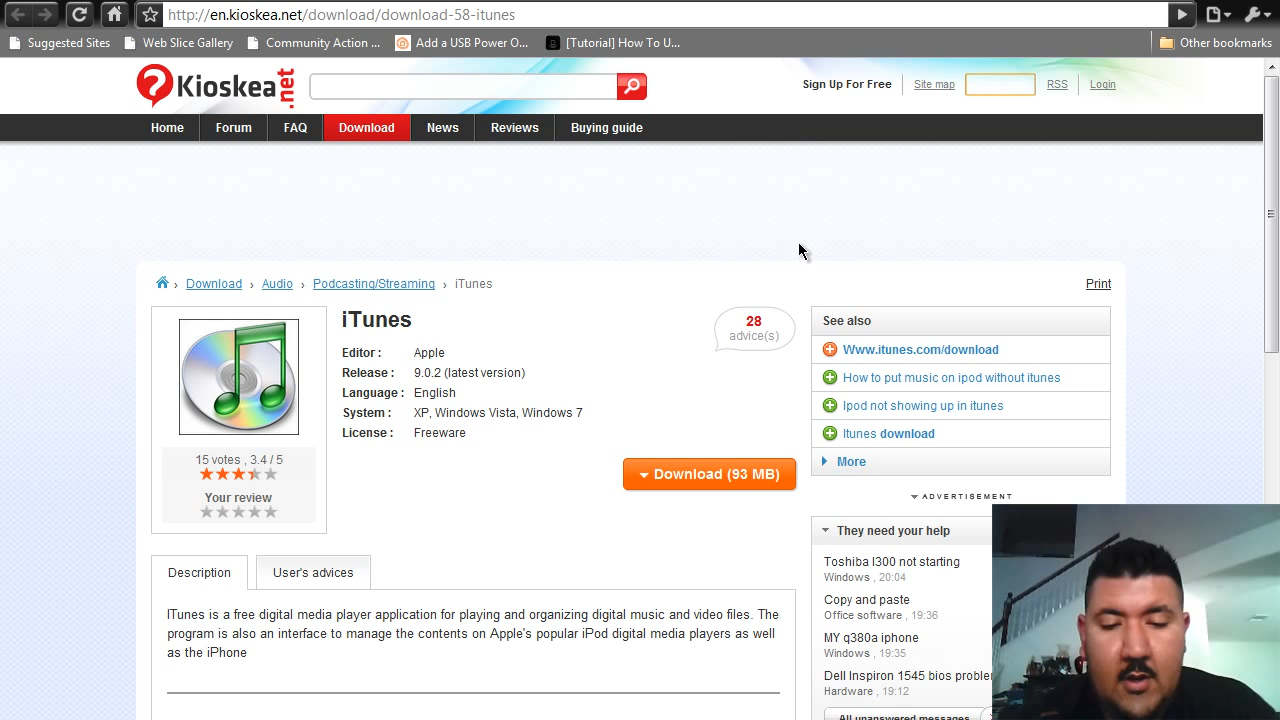 http://en.kioskea.net/download/download-58-itunes
Suggested Sites Web Slice Gallery Community Action ... Add a USB Power O... [Tutorial] How To U... Other bookmarks
Kioskea.net Sign Up For Free Site map RSS Login
Home Forum FAQ Download News Reviews Buying guide
Download › Audio › Podcasting/Streaming › iTunes Print
iTunes
28
advice(s)
Editor : Apple
Release : 9.0.2 (latest version)
Language : English
System : XP, Windows Vista, Windows 7
License : Freeware
15 votes , 3.4 / 5
Your review
Download (93 MB)
See also
Www.itunes.com/download
How to put music on ipod without itunes
Ipod not showing up in itunes
Itunes download
More
ADVERTISEMENT
Description User's advices
ITunes is a free digital media player application for playing and organizing digital music and video files. The
program is also an interface to manage the contents on Apple's popular iPod digital media players as well
as the iPhone
They need your help
Toshiba l300 not starting
Windows , 20:04
Copy and paste
Office software , 19:36
MY q380a iphone
Windows , 19:35
Dell Inspiron 1545 bios proble
Hardware , 19:12
All unanswered messages